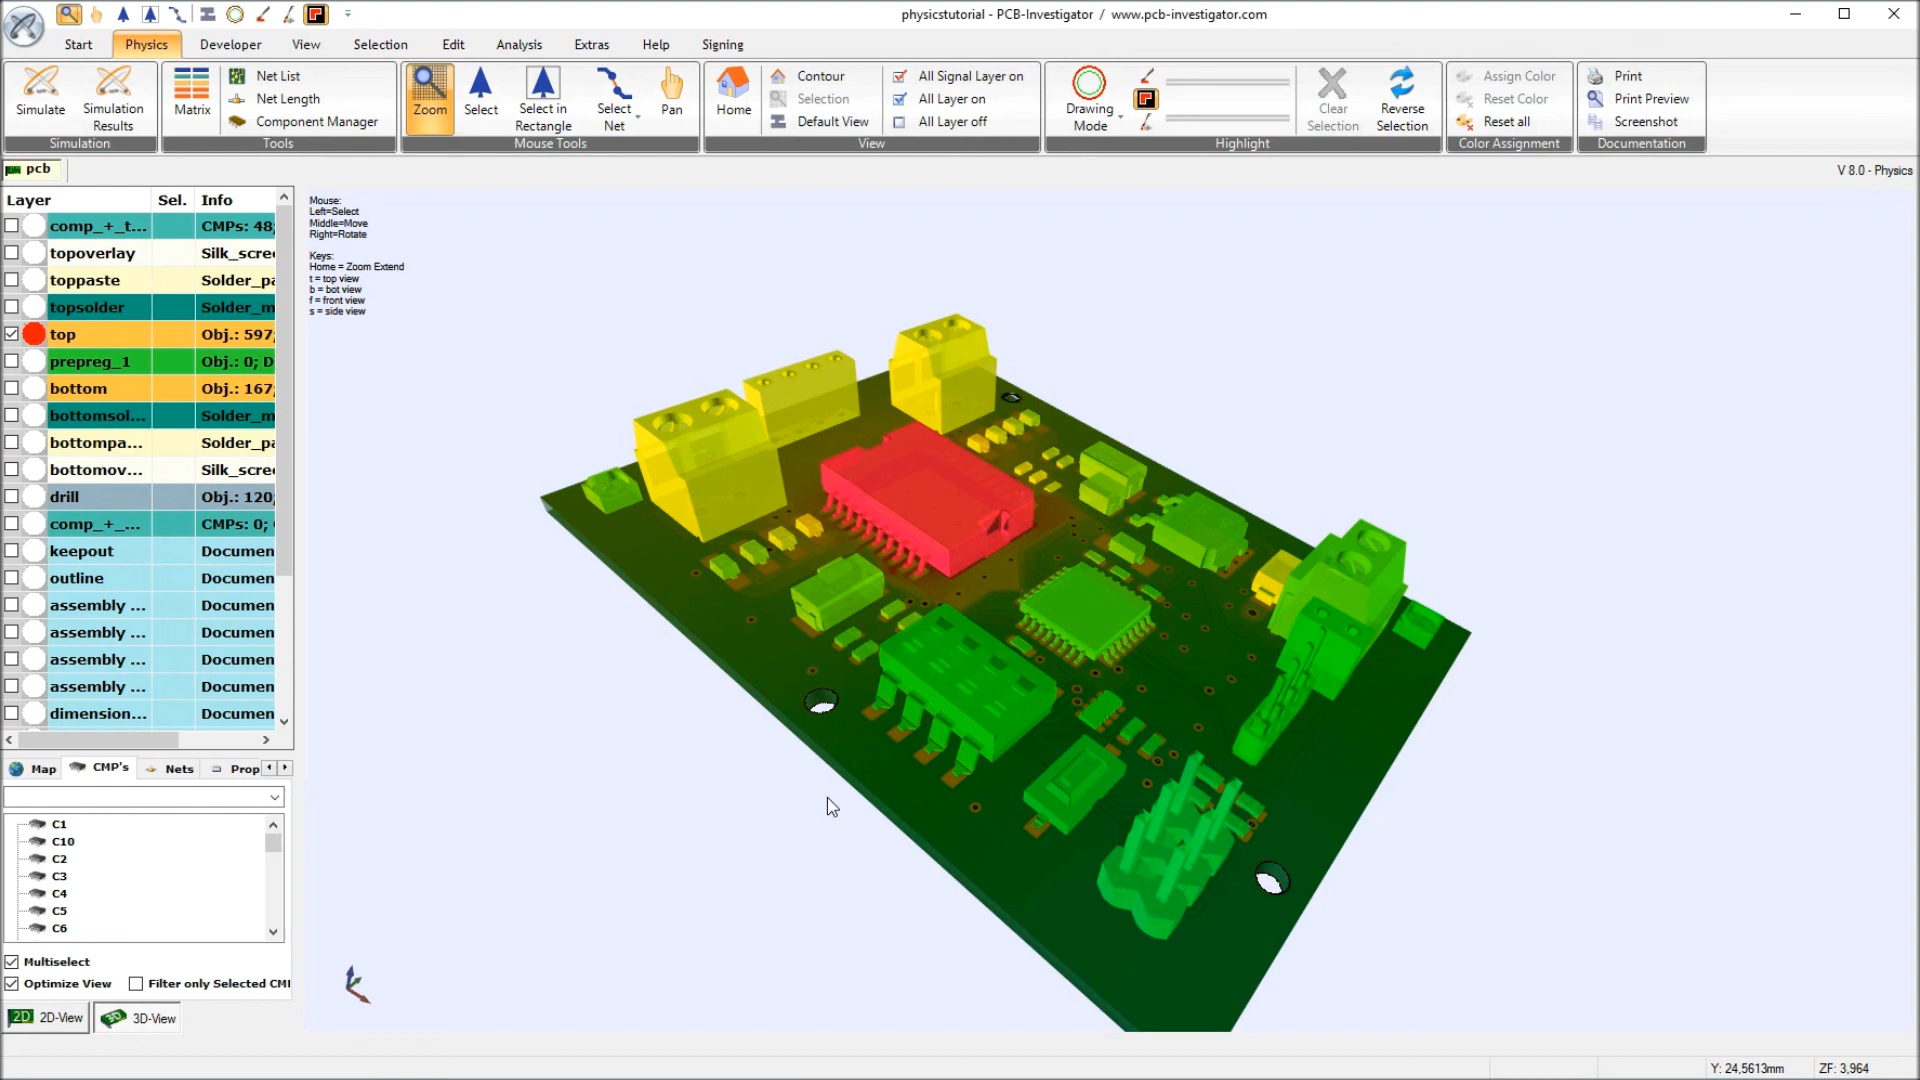 physicstutorial - PCB-Investigator / www.pcb-investigator.com
Start Physics Developer View Selection Edit Analysis Extras Help Signing
Simulate
Simulation Results
Simulation
Matrix
Net List
Net Length
Component Manager
Tools
Zoom
Select
Select in Rectangle
Select Net
Pan
Mouse Tools
Home
Contour
Selection
Default View
All Signal Layer on
All Layer on
All Layer off
View
Drawing Mode
Clear Selection
Reverse Selection
Highlight
Assign Color
Reset Color
Reset all
Color Assignment
Print
Print Preview
Screenshot
Documentation
pcb
V 8.0 - Physics
Layer Sel. Info
comp_+_t... CMPs: 48;
topoverlay Silk_scre
toppaste Solder_pa
topsolder Solder_m
top Obj.: 597;
prepreg_1 Obj.: 0; D
bottom Obj.: 167;
bottomsol... Solder_m
bottompa... Solder_pa
bottomov... Silk_scre
drill Obj.: 120;
comp_+_... CMPs: 0;
keepout Documen
outline Documen
assembly ... Documen
assembly ... Documen
assembly ... Documen
assembly ... Documen
dimension... Documen
Mouse:
Left=Select
Middle=Move
Right=Rotate
Keys:
Home = Zoom Extend
t = top view
b = bot view
f = front view
s = side view
Map CMP's Nets Prop
C1
C10
C2
C3
C4
C5
C6
Multiselect
Optimize View Filter only Selected CMI
2D 2D-View 3D 3D-View
Y: 24,5613mm ZF: 3,964